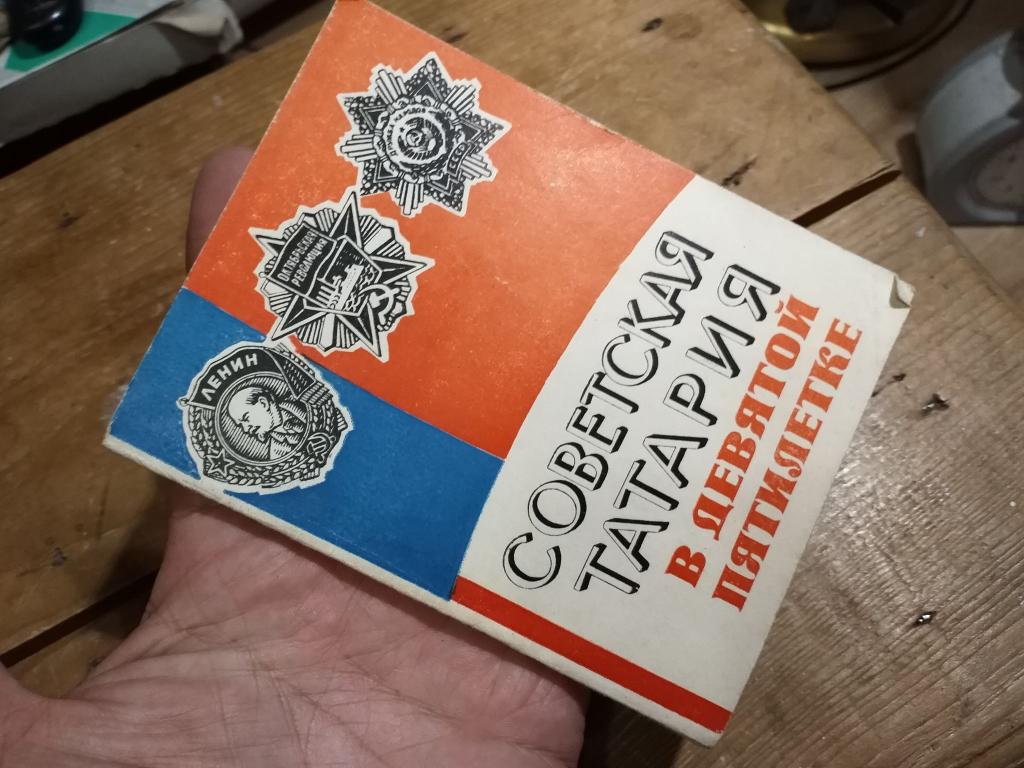 ОКТЯБРЬСКАЯ
РЕВОЛЮЦИЯ
ЛЕНИН
СОВЕТСКАЯ
ТАТАРИЯ
В ДЕВЯТОЙ
ПЯТИЛЕТКЕ